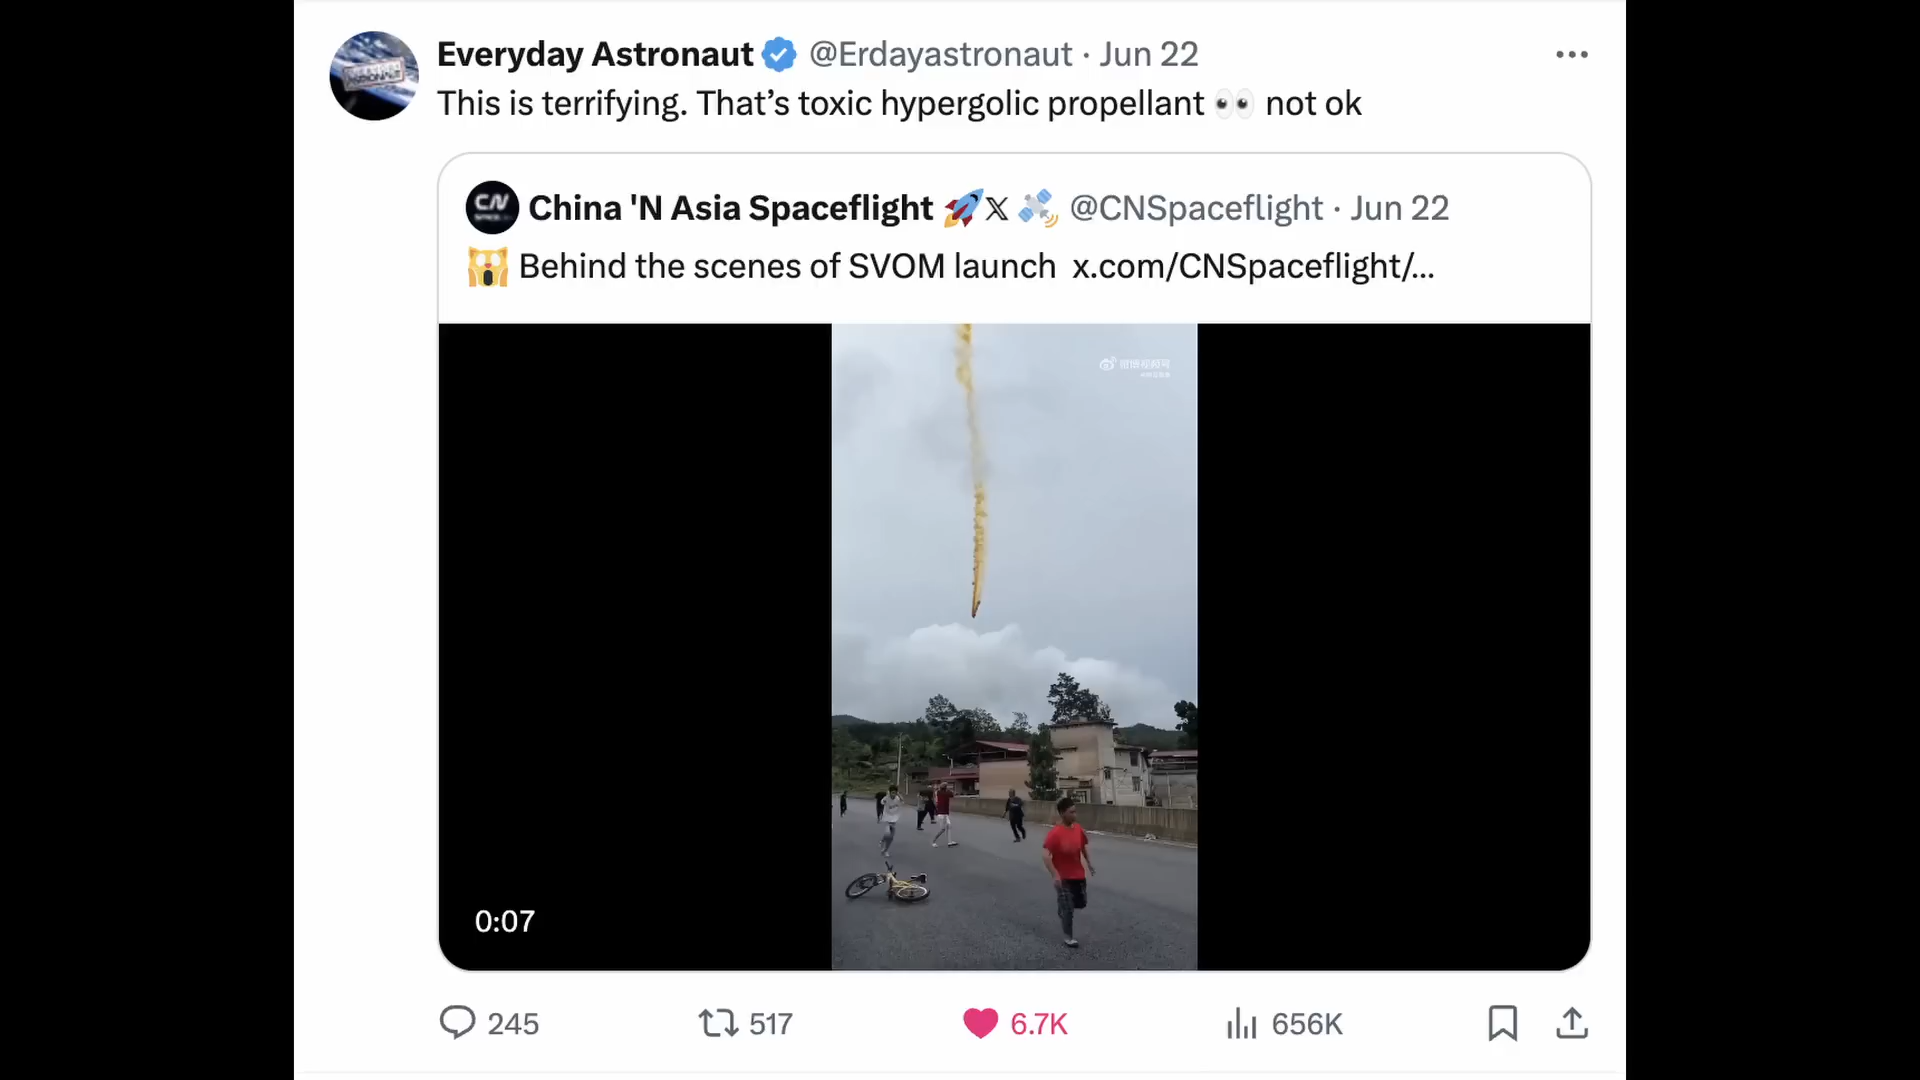 Everyday Astronaut @Erdayastronaut · Jun 22
This is terrifying. That’s toxic hypergolic propellant 👀 not ok
CN
China 'N Asia Spaceflight 🚀𝕏 🛰️ @CNSpaceflight · Jun 22
🙀 Behind the scenes of SVOM launch x.com/CNSpaceflight/...
0:07
245 517 6.7K 656K